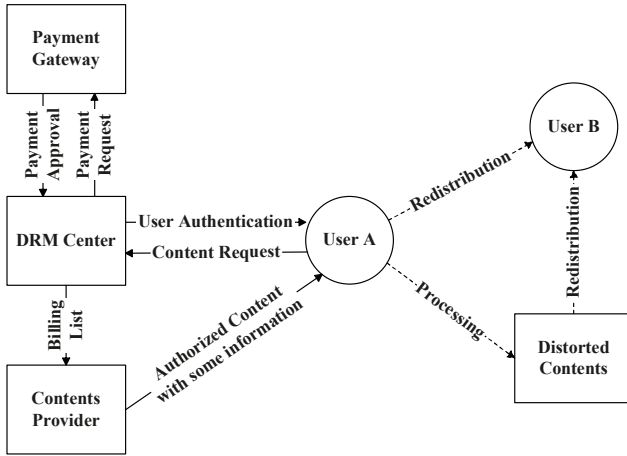 Payment
Gateway
Payment
Approval
Payment
Request
User B
Redistribution
DRM Center
User Authentication
Content Request
User A
Redistribution
Processing
Billing
List
Authorized Content
with some information
Distorted
Contents
Contents
Provider